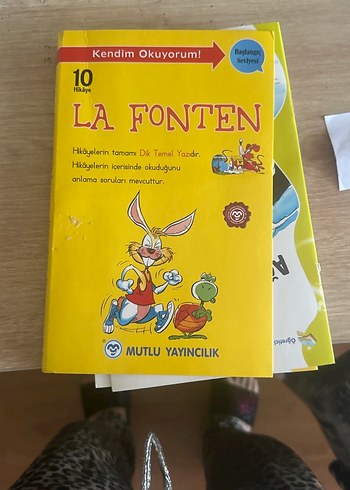 Kendim Okuyorum!
Başlangıç
Seviyesi
10
Hikâye
LA FONTEN
Hikâyelerin tamamı Dik Temel Yazıdır.
Hikâyelerin içerisinde okuduğunu
anlama soruları mevcuttur.
MUTLU YAYINCILIK